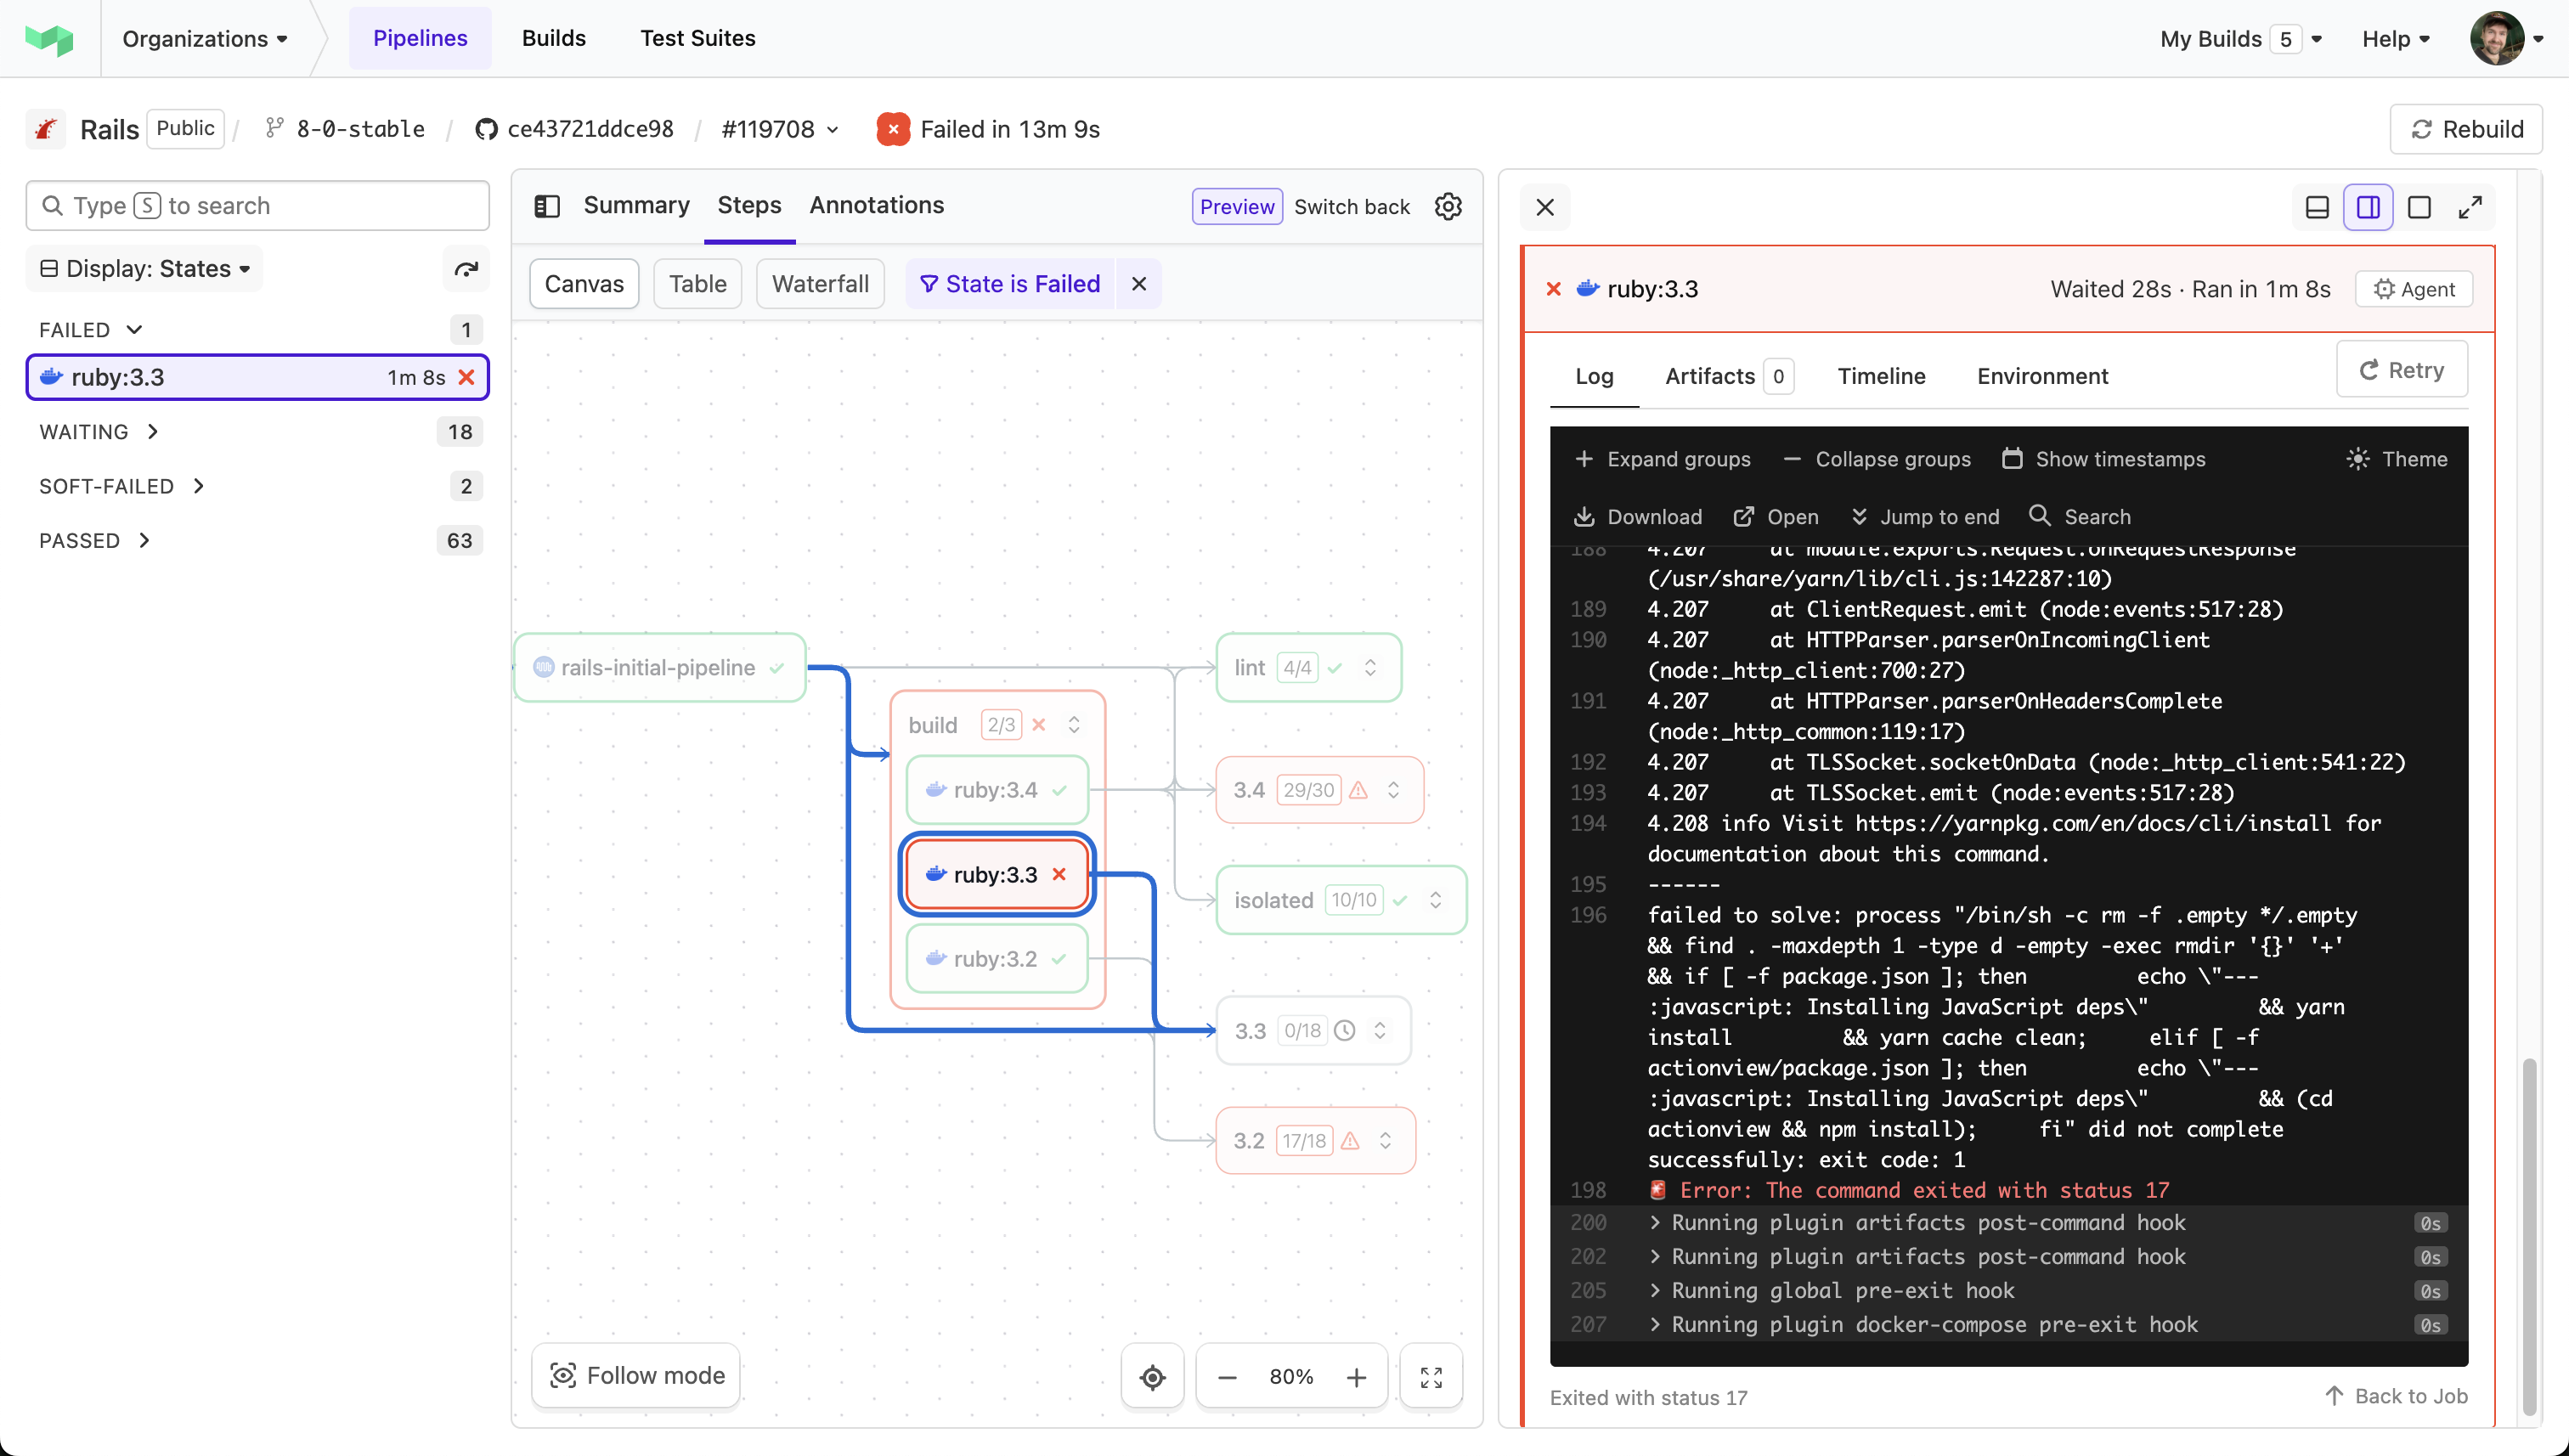 Organizations
Pipelines
Builds
Test Suites
My Builds 5
Help
Rails Public / 8-0-stable / ce43721ddce98 / #119708 Failed in 13m 9s
Rebuild
Type S to search
Display: States
FAILED 1
ruby:3.3 1m 8s
WAITING 18
SOFT-FAILED 2
PASSED 63
Summary Steps Annotations
Preview Switch back
Canvas Table Waterfall State is Failed
rails-initial-pipeline
build 2/3
ruby:3.4
ruby:3.3
ruby:3.2
lint 4/4
3.4 29/30
isolated 10/10
3.3 0/18
3.2 17/18
Follow mode
80%
ruby:3.3 Waited 28s · Ran in 1m 8s Agent
Log Artifacts 0 Timeline Environment Retry
Expand groups Collapse groups Show timestamps Theme
Download Open Jump to end Search
188 4.207 at module.exports.Request.onRequestResponse
(/usr/share/yarn/lib/cli.js:142287:10)
189 4.207 at ClientRequest.emit (node:events:517:28)
190 4.207 at HTTPParser.parserOnIncomingClient
(node:_http_client:700:27)
191 4.207 at HTTPParser.parserOnHeadersComplete
(node:_http_common:119:17)
192 4.207 at TLSSocket.socketOnData (node:_http_client:541:22)
193 4.207 at TLSSocket.emit (node:events:517:28)
194 4.208 info Visit https://yarnpkg.com/en/docs/cli/install for
documentation about this command.
195 ------
196 failed to solve: process "/bin/sh -c rm -f .empty */.empty
&& find . -maxdepth 1 -type d -empty -exec rmdir '{}' '+'
&& if [ -f package.json ]; then echo \"---
:javascript: Installing JavaScript deps\" && yarn
install && yarn cache clean; elif [ -f
actionview/package.json ]; then echo \"---
:javascript: Installing JavaScript deps\" && (cd
actionview && npm install); fi" did not complete
successfully: exit code: 1
198 🚨 Error: The command exited with status 17
200 > Running plugin artifacts post-command hook 0s
202 > Running plugin artifacts post-command hook 0s
205 > Running global pre-exit hook 0s
207 > Running plugin docker-compose pre-exit hook 0s
Exited with status 17
Back to Job